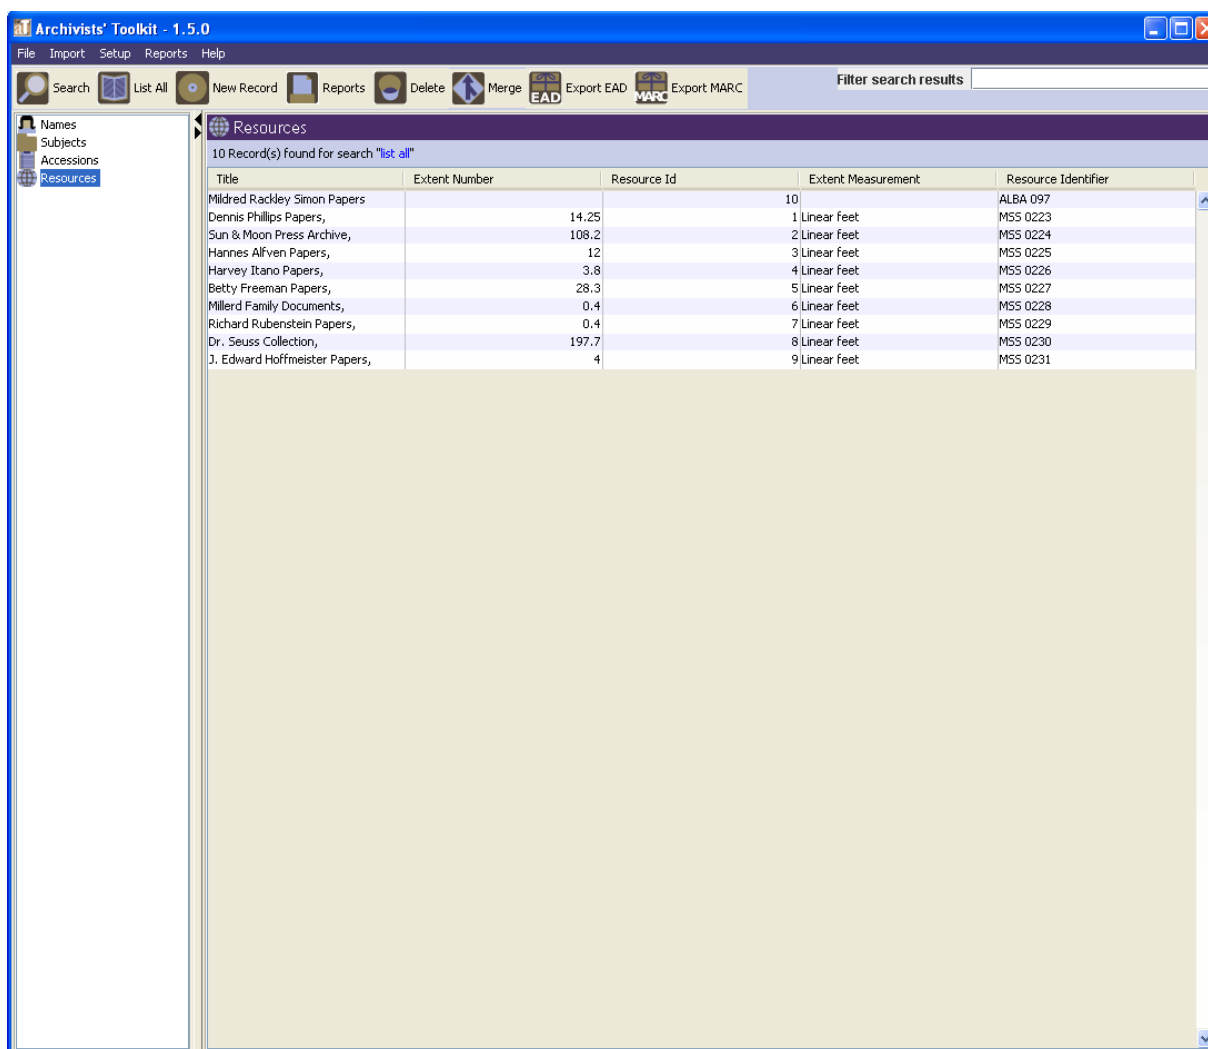 aT Archivists' Toolkit - 1.5.0
File Import Setup Reports Help
Search List All New Record Reports Delete Merge EAD Export EAD MARC Export MARC Filter search results
Names
Subjects
Accessions
Resources
Resources
10 Record(s) found for search "list all"
Title Extent Number Resource Id Extent Measurement Resource Identifier
Mildred Rackley Simon Papers 10 ALBA 097
Dennis Phillips Papers, 14.25 1 Linear feet MSS 0223
Sun & Moon Press Archive, 108.2 2 Linear feet MSS 0224
Hannes Alfven Papers, 12 3 Linear feet MSS 0225
Harvey Itano Papers, 3.8 4 Linear feet MSS 0226
Betty Freeman Papers, 28.3 5 Linear feet MSS 0227
Millerd Family Documents, 0.4 6 Linear feet MSS 0228
Richard Rubenstein Papers, 0.4 7 Linear feet MSS 0229
Dr. Seuss Collection, 197.7 8 Linear feet MSS 0230
J. Edward Hoffmeister Papers, 4 9 Linear feet MSS 0231